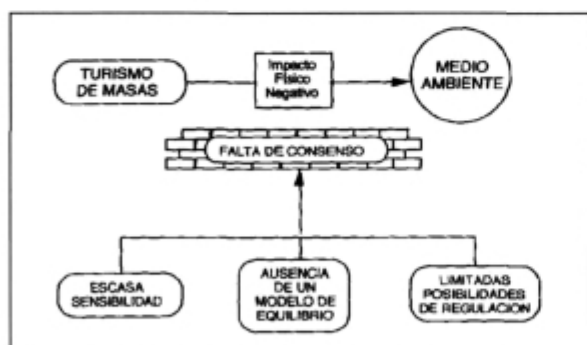 TURISMO
DE MASAS
Impacto
Físico
Negativo
MEDIO
AMBIENTE
FALTA DE CONSENSO
ESCASA
SENSIBILIDAD
AUSENCIA
DE UN
MODELO DE
EQUILIBRIO
LIMITADAS
POSIBILIDADES
DE REGULACION